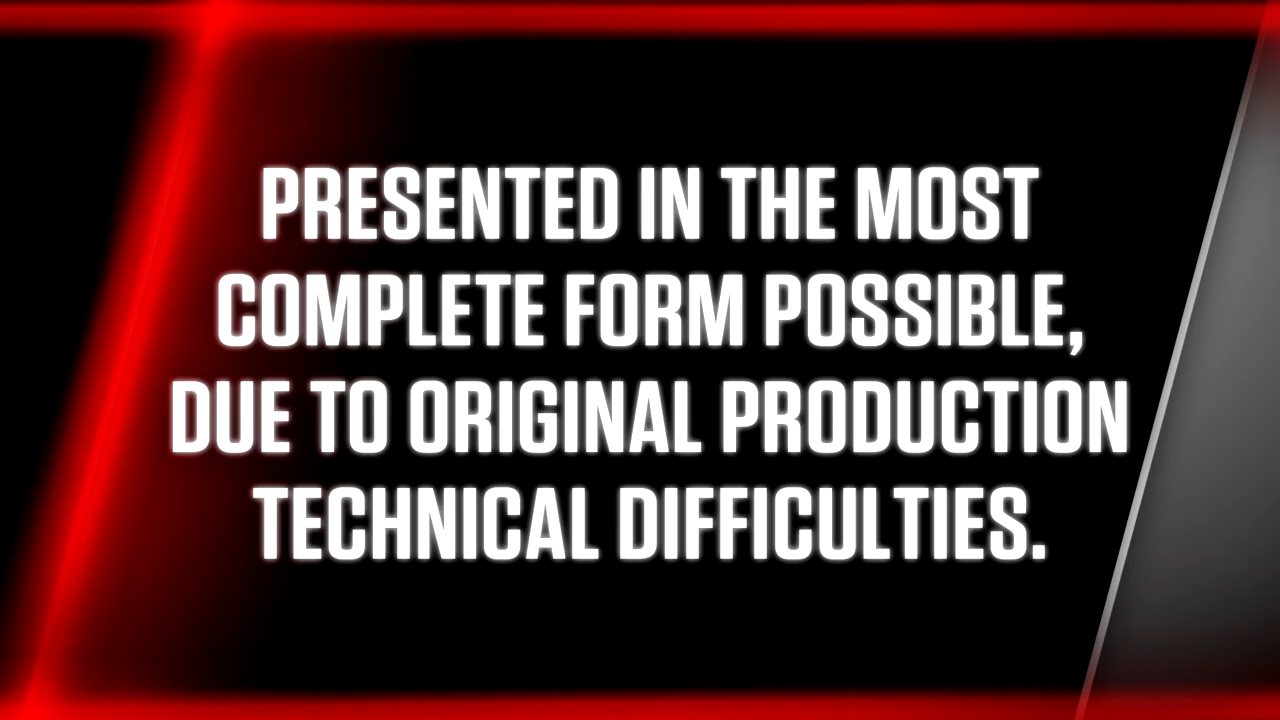 PRESENTED IN THE MOST
COMPLETE FORM POSSIBLE,
DUE TO ORIGINAL PRODUCTION
TECHNICAL DIFFICULTIES.